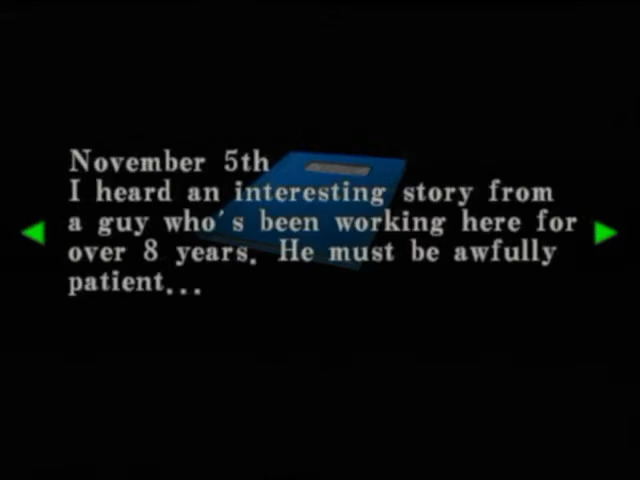 November 5th
I heard an interesting story from
a guy who's been working here for
over 8 years. He must be awfully
patient...